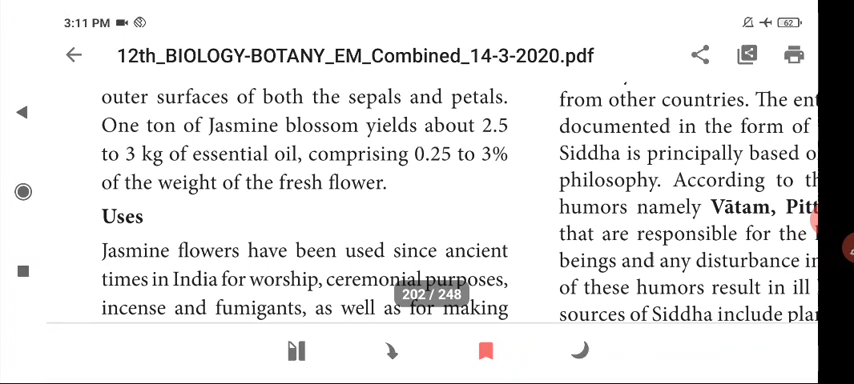 3:11 PM
62
12th_BIOLOGY-BOTANY_EM_Combined_14-3-2020.pdf
outer surfaces of both the sepals and petals.
One ton of Jasmine blossom yields about 2.5
to 3 kg of essential oil, comprising 0.25 to 3%
of the weight of the fresh flower.
Uses
Jasmine flowers have been used since ancient
times in India for worship, ceremonial purposes,
incense and fumigants, as well as for making
from other countries. The ent
documented in the form of
Siddha is principally based o
philosophy. According to th
humors namely Vātam, Pitt
that are responsible for the
beings and any disturbance in
of these humors result in ill
sources of Siddha include plan
202 / 248